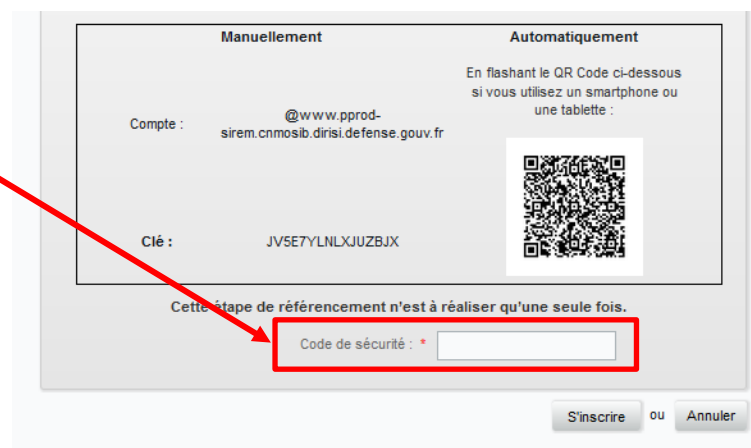 Manuellement
Automatiquement
Compte :
@www.pprod-
sirem.cnmosib.dirisi.defense.gouv.fr
En flashant le QR Code ci-dessous
si vous utilisez un smartphone ou
une tablette :
Clé :
JV5E7YLNLXJUZBJX
Cette étape de référencement n'est à réaliser qu'une seule fois.
Code de sécurité : *
S'inscrire ou Annuler